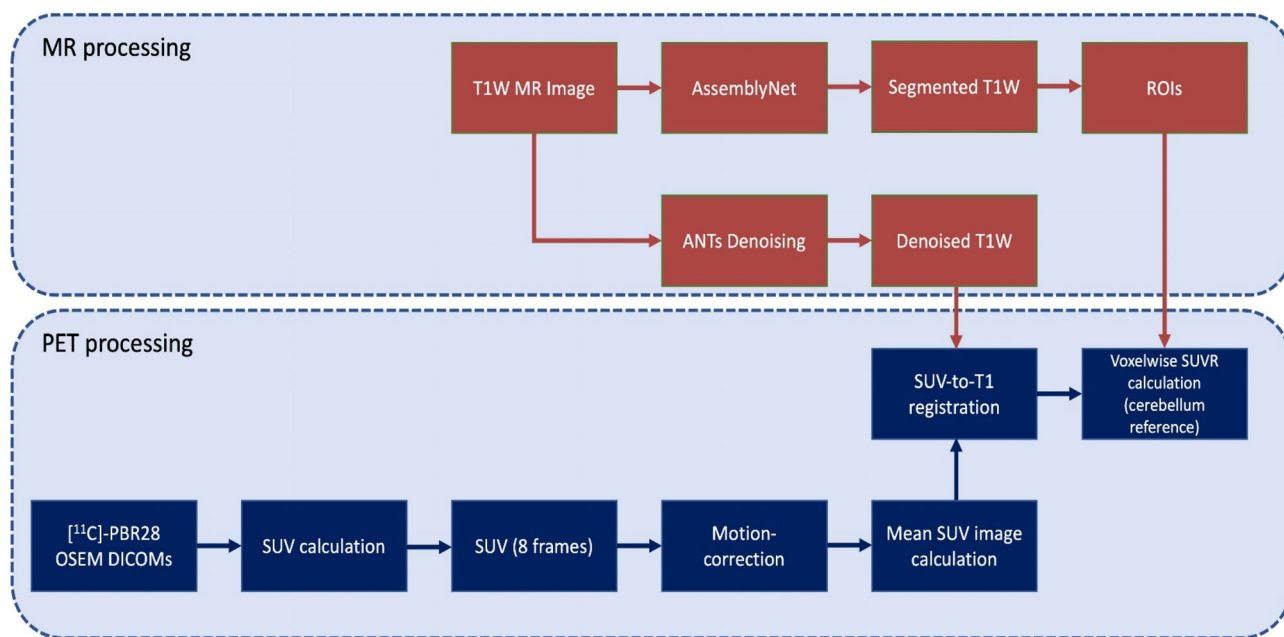 MR processing
T1W MR Image
AssemblyNet
Segmented T1W
ROIs
ANTs Denoising
Denoised T1W
PET processing
SUV-to-T1
registration
Voxelwise SUVR
calculation
(cerebellum
reference)
[¹¹C]-PBR28
OSEM DICOMs
SUV calculation
SUV (8 frames)
Motion-
correction
Mean SUV image
calculation